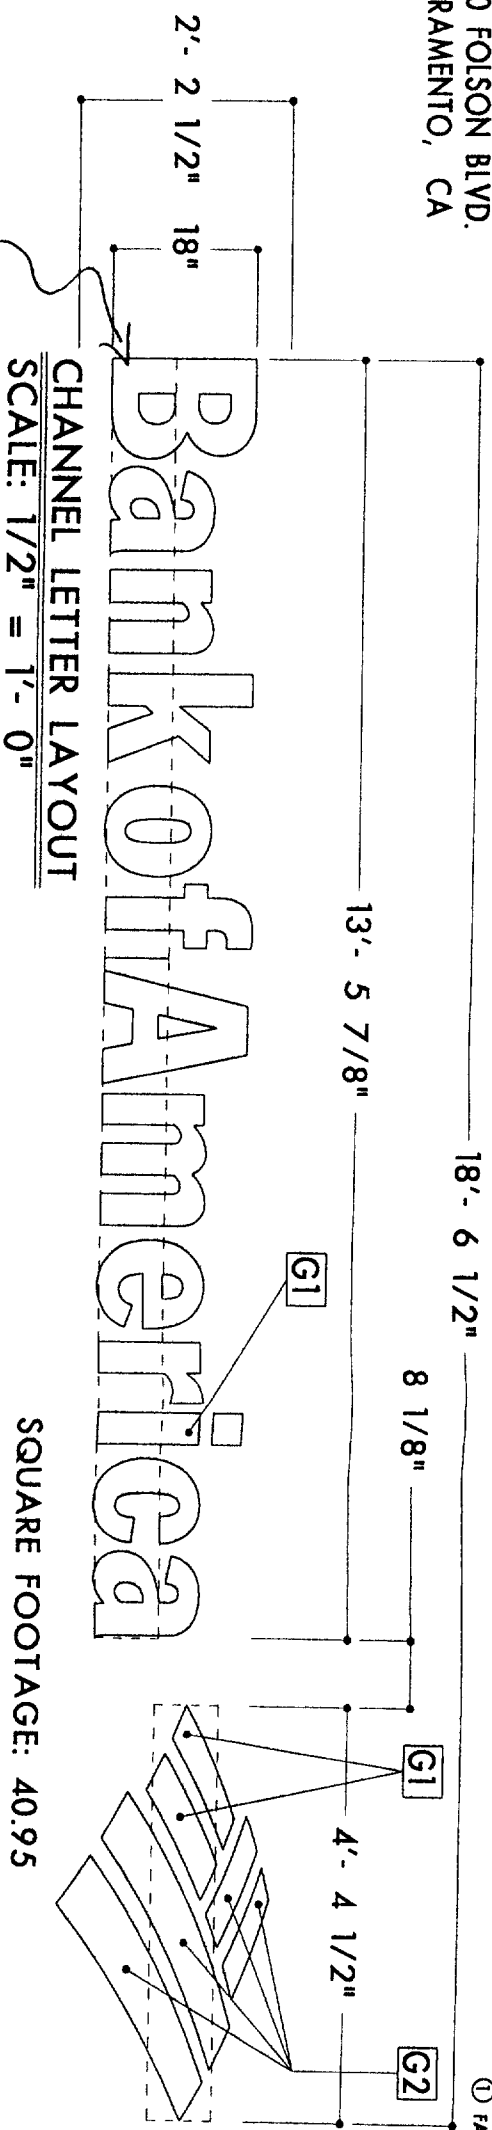 FOLSON BLVD.
CA
18'- 6 1/2"
13'- 5 7/8"
8 1/8"
4'- 4 1/2"
2'- 2 1/2"
18"
G1
G1
G2
BankofAmerica
CHANNEL LETTER LAYOUT
SCALE: 1/2" = 1'- 0"
SQUARE FOOTAGE: 40.95
①